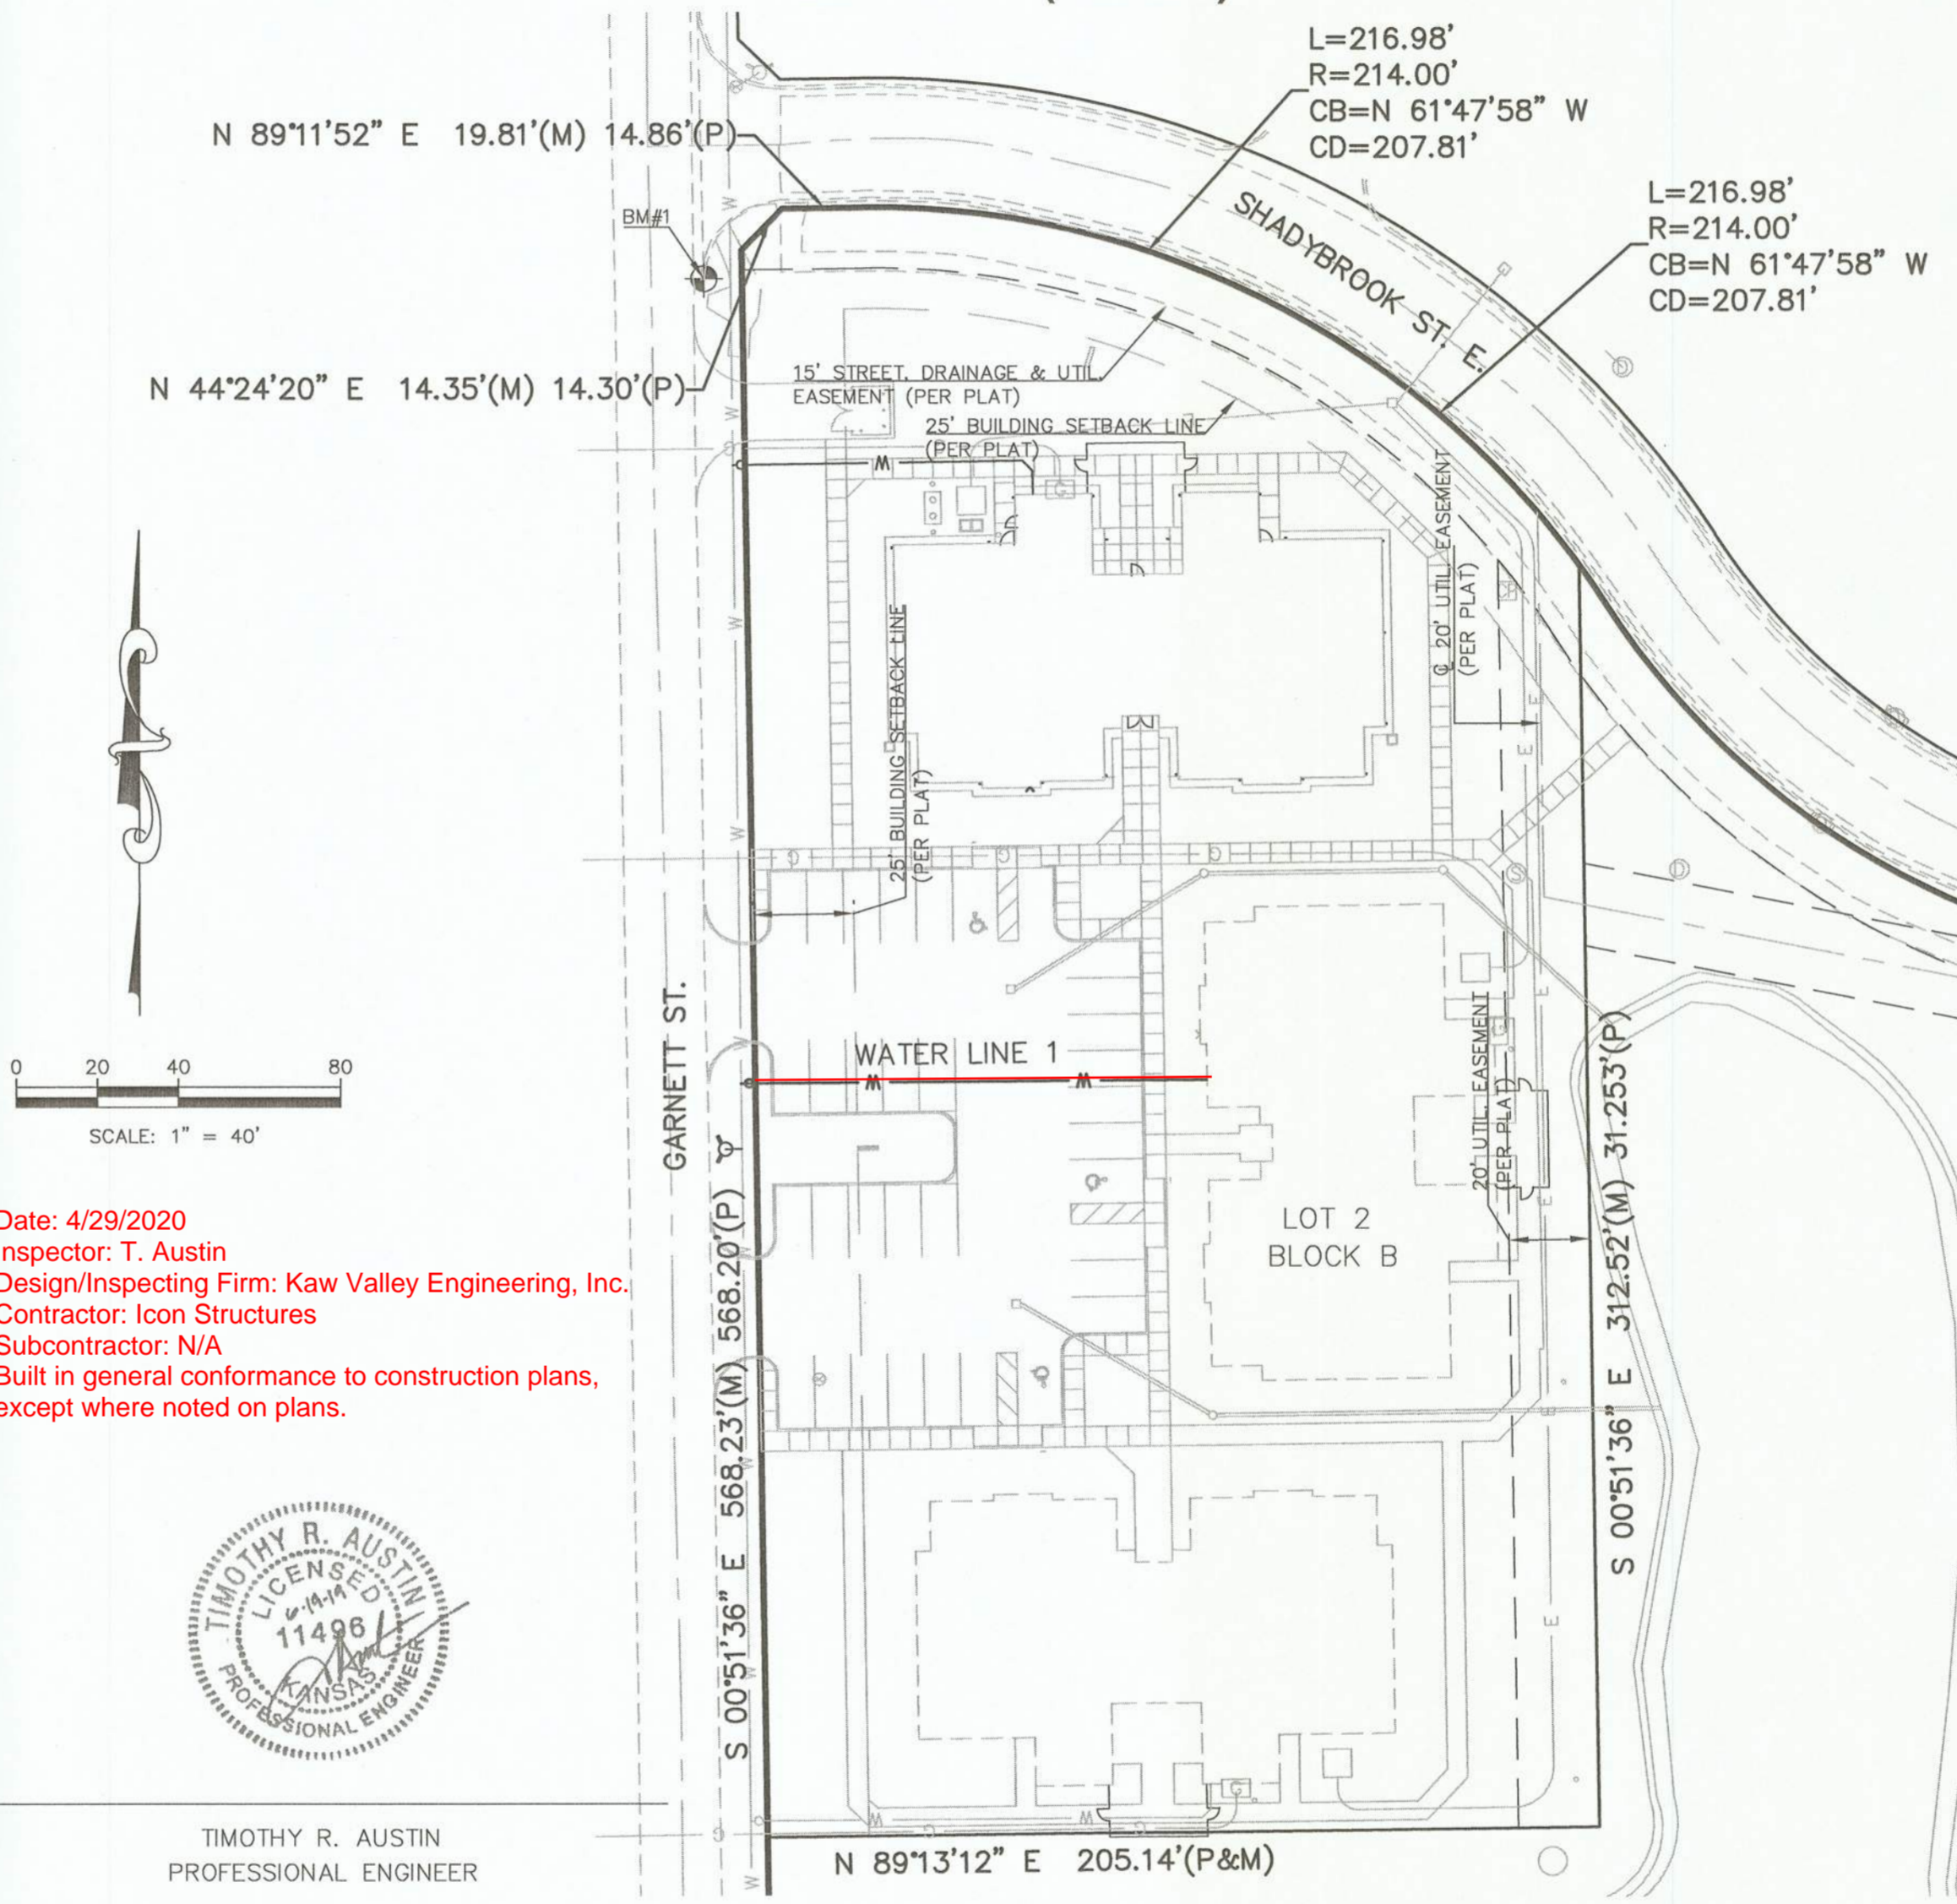 L=216.98'
R=214.00'
CB=N 61°47'58" W
CD=207.81'
N 89°11'52" E 19.81'(M) 14.86'(P)
L=216.98'
R=214.00'
CB=N 61°47'58" W
CD=207.81'
SHADYBROOK ST. E.
BM#1
N 44°24'20" E 14.35'(M) 14.30'(P)
15' STREET, DRAINAGE & UTIL.
EASEMENT (PER PLAT)
25' BUILDING SETBACK LINE
(PER PLAT)
W
W
W
W
W
G
G
℄ 20' UTIL. EASEMENT
(PER PLAT)
25' BUILDING SETBACK LINE
(PER PLAT)
E
E
G
G
G
S
D
D
D
D
GARNETT ST.
WATER LINE 1
W
W
W
E
20' UTIL. EASEMENT
(PER PLAT)
G
0 20 40 80
SCALE: 1" = 40'
LOT 2
BLOCK B
S 00°51'36" E 312.52'(M) 31.253'(P)
S 00°51'36" E 568.23'(M) 568.20'(P)
Date: 4/29/2020
Inspector: T. Austin
Design/Inspecting Firm: Kaw Valley Engineering, Inc.
Contractor: Icon Structures
Subcontractor: N/A
Built in general conformance to construction plans,
except where noted on plans.
E
E
E
W
W
W
TIMOTHY R. AUSTIN
LICENSED
6-19-19
11496
KANSAS
PROFESSIONAL ENGINEER
G
W
W
G
G
G
W
TIMOTHY R. AUSTIN
PROFESSIONAL ENGINEER
N 89°13'12" E 205.14'(P&M)